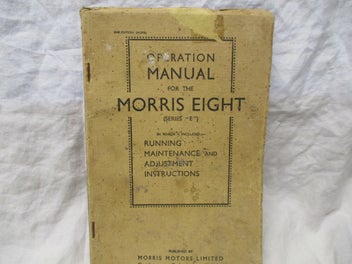 OPERATION
MANUAL
FOR THE
MORRIS EIGHT
(SERIES "E")
IN WHICH IS INCLUDED—
RUNNING
MAINTENANCE AND
ADJUSTMENT
INSTRUCTIONS
PUBLISHED BY
MORRIS MOTORS LIMITED